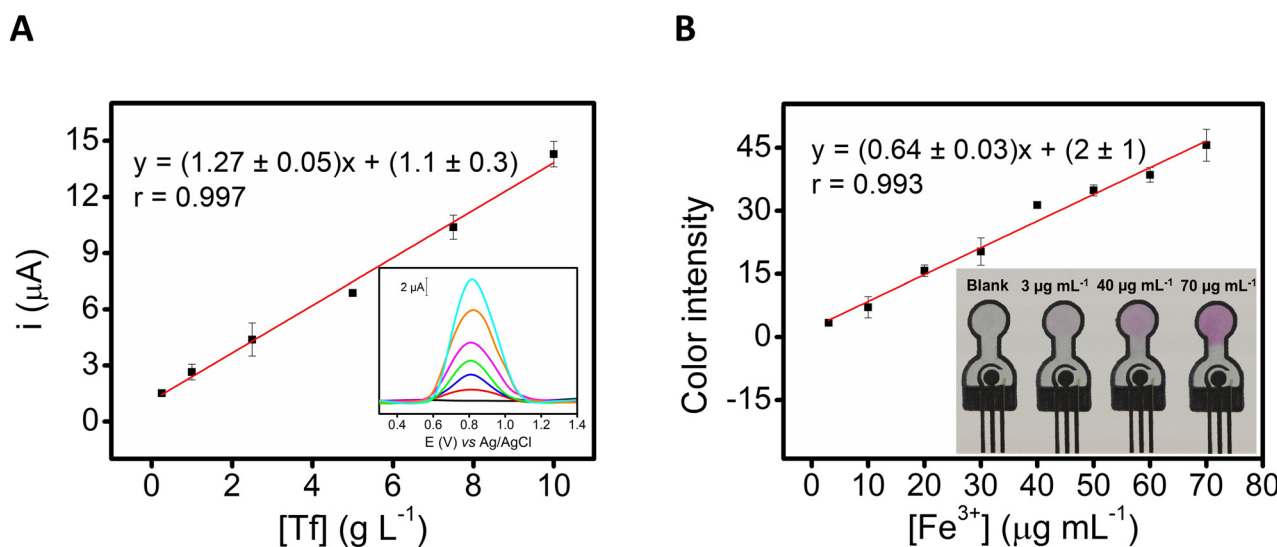 A
y = (1.27 ± 0.05)x + (1.1 ± 0.3)
r = 0.997
i (μA)
15
12
9
6
3
0
0 2 4 6 8 10
[Tf] (g L⁻¹)
2 μA
0.4 0.6 0.8 1.0 1.2 1.4
E (V) vs Ag/AgCl
B
y = (0.64 ± 0.03)x + (2 ± 1)
r = 0.993
Color intensity
45
30
15
0
-15
0 10 20 30 40 50 60 70 80
[Fe³⁺] (μg mL⁻¹)
Blank 3 μg mL⁻¹ 40 μg mL⁻¹ 70 μg mL⁻¹